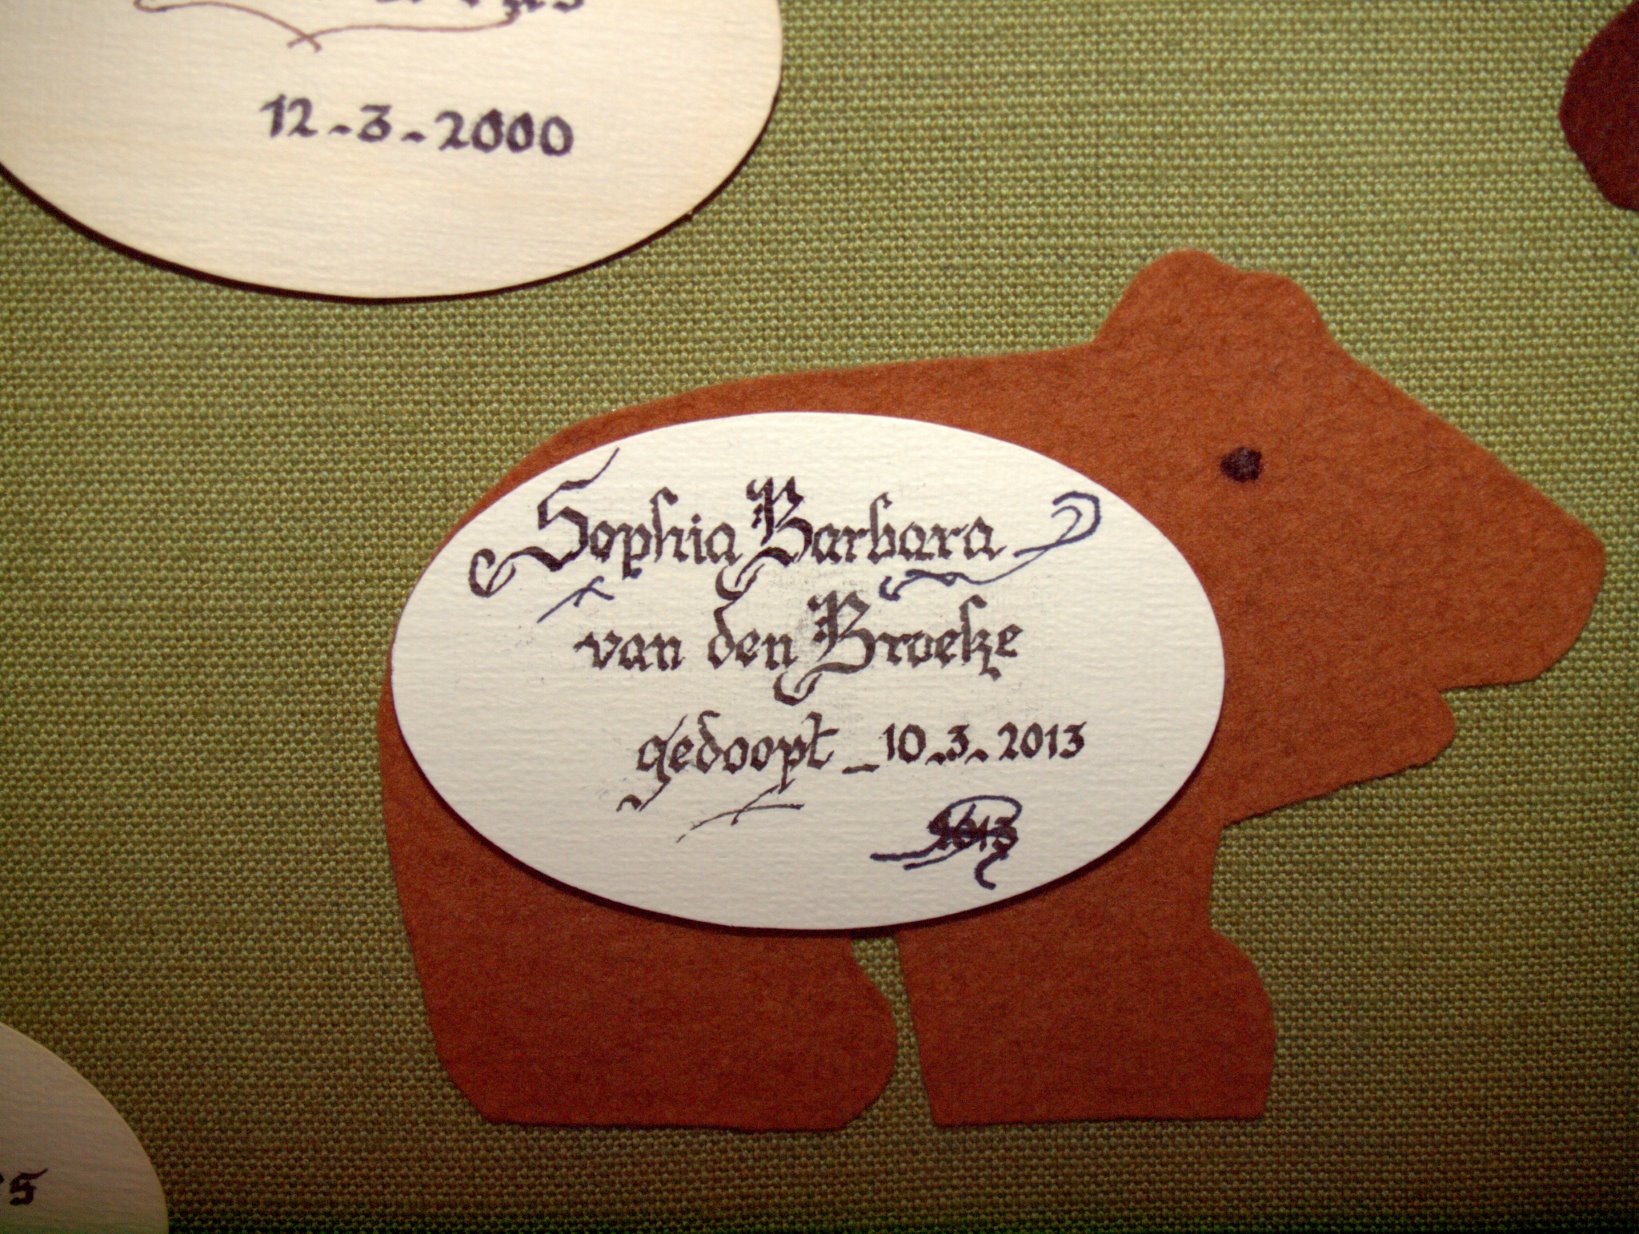 12-3-2000
Sophia Barbara
van den Broeke
gedoopt - 10-3-2013